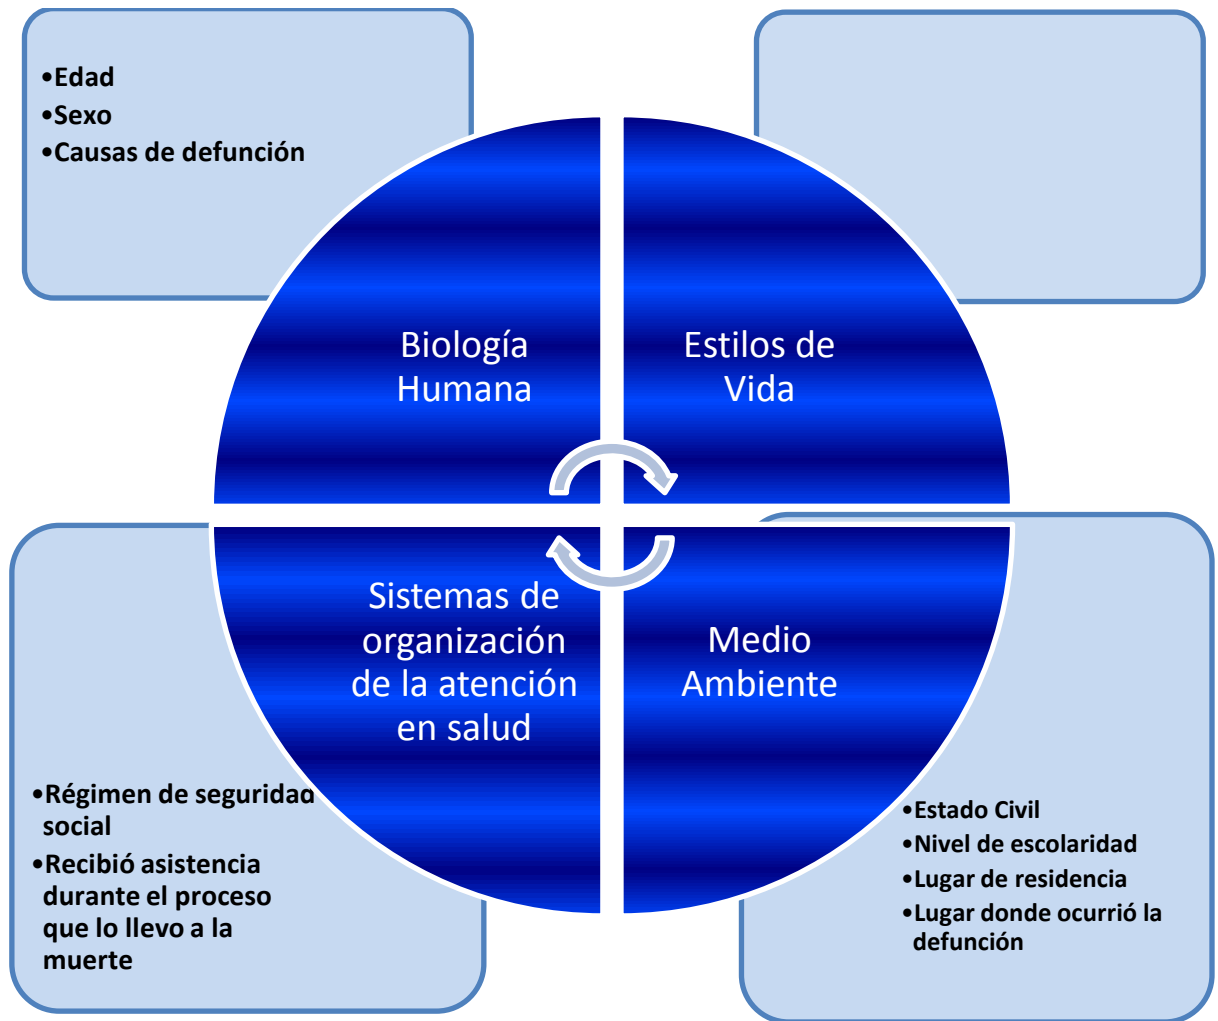 •Edad
•Sexo
•Causas de defunción
Biología
Humana
Estilos de
Vida
Sistemas de
organización
de la atención
en salud
Medio
Ambiente
•Régimen de seguridad
social
•Recibió asistencia
durante el proceso
que lo llevo a la
muerte
•Estado Civil
•Nivel de escolaridad
•Lugar de residencia
•Lugar donde ocurrió la
defunción